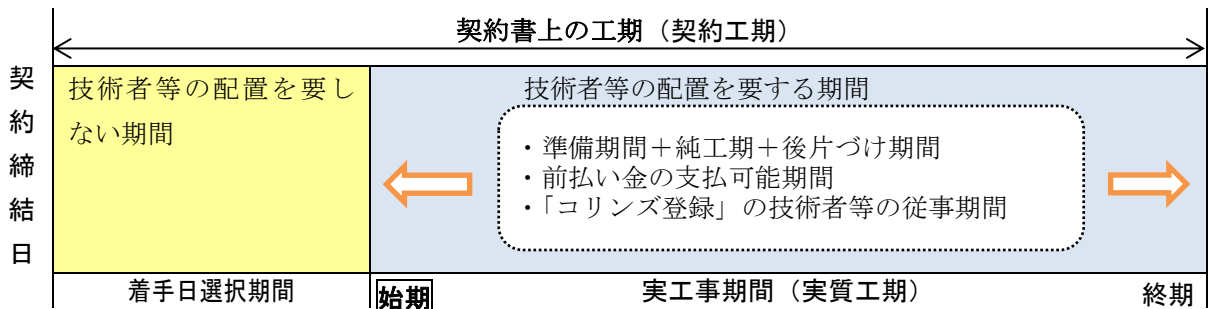 契約書上の工期（契約工期）
契約締結日
技術者等の配置を要し
ない期間
技術者等の配置を要する期間
・準備期間＋純工期＋後片づけ期間
・前払い金の支払可能期間
・「コリンズ登録」の技術者等の従事期間
着手日選択期間
始期
実工事期間（実質工期）
終期